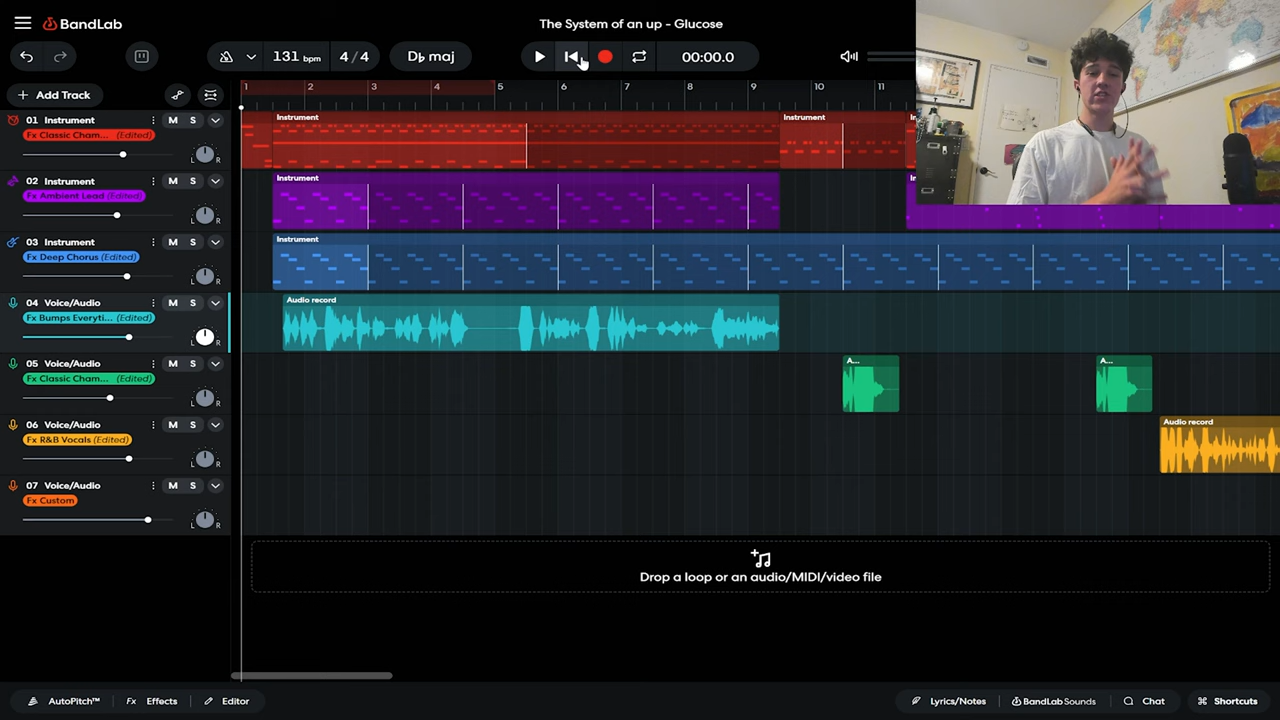 BandLab
The System of an up - Glucose
131 bpm
4/4
D♭ maj
00:00.0
Add Track
1 2 3 4 5 6 7 8 9 10 11
01 Instrument
M S
Fx Classic Cham... (Edited)
L R
Instrument
Instrument
02 Instrument
M S
Fx Ambient Lead (Edited)
L R
Instrument
03 Instrument
M S
Fx Deep Chorus (Edited)
L R
Instrument
04 Voice/Audio
M S
Fx Bumps Everyti... (Edited)
L R
Audio record
05 Voice/Audio
M S
Fx Classic Cham... (Edited)
L R
A...
A...
06 Voice/Audio
M S
Fx R&B Vocals (Edited)
L R
Audio record
07 Voice/Audio
M S
Fx Custom
L R
Drop a loop or an audio/MIDI/video file
AutoPitch™
Fx Effects
Editor
Lyrics/Notes
BandLab Sounds
Chat
Shortcuts